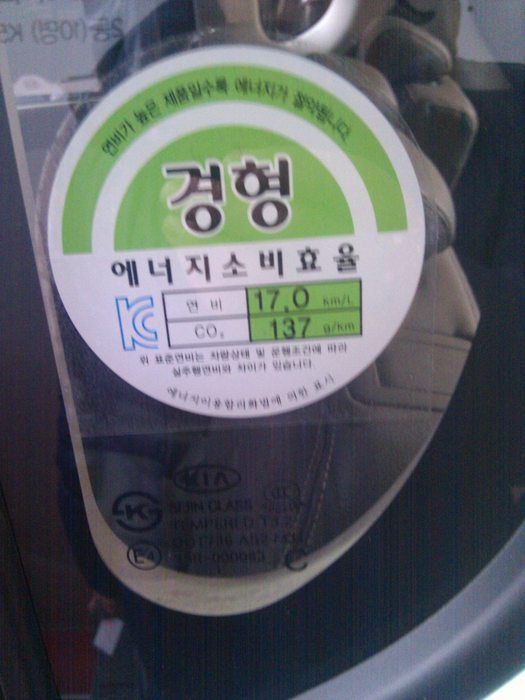 연비가 높은 제품일수록 에너지가 절약됩니다.
경형
에너지소비효율
연 비 17.0 km/L
CO₂ 137 g/km
위 표준연비는 차량상태 및 운행조건에 따라
실주행연비와 차이가 있습니다.
에너지이용합리화법에 의한 표시
KIA
GLASS
TEMPERED
E4